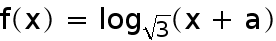 f(x) = log√3(x + a)